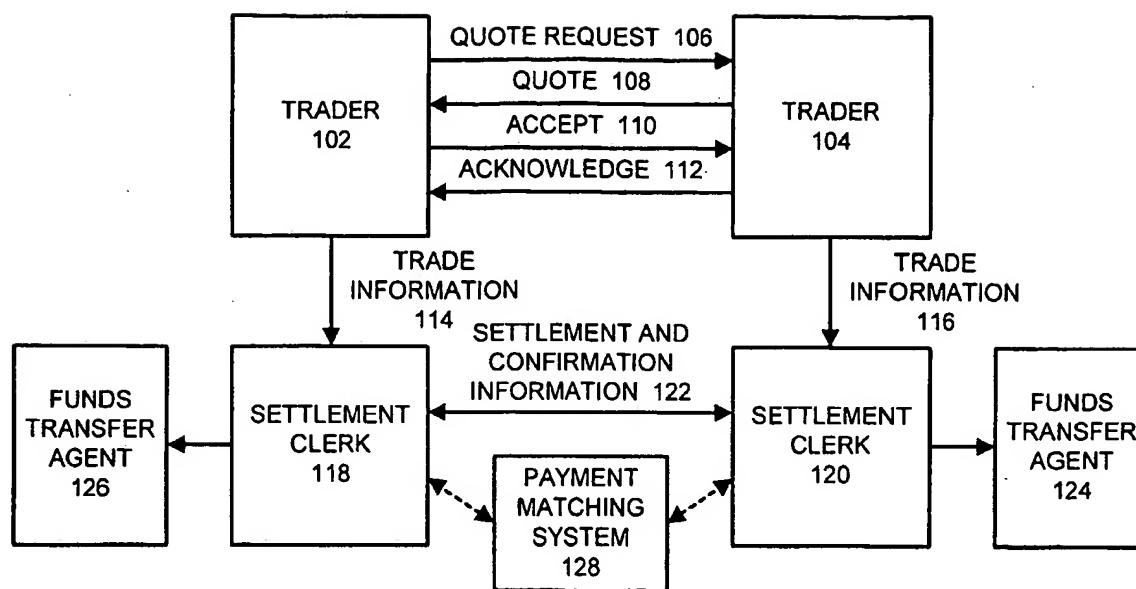 QUOTE REQUEST 106
QUOTE 108
ACCEPT 110
ACKNOWLEDGE 112
TRADER
102
TRADER
104
TRADE
INFORMATION
114
TRADE
INFORMATION
116
SETTLEMENT AND
CONFIRMATION
INFORMATION 122
FUNDS
TRANSFER
AGENT
126
SETTLEMENT
CLERK
118
PAYMENT
MATCHING
SYSTEM
128
SETTLEMENT
CLERK
120
FUNDS
TRANSFER
AGENT
124